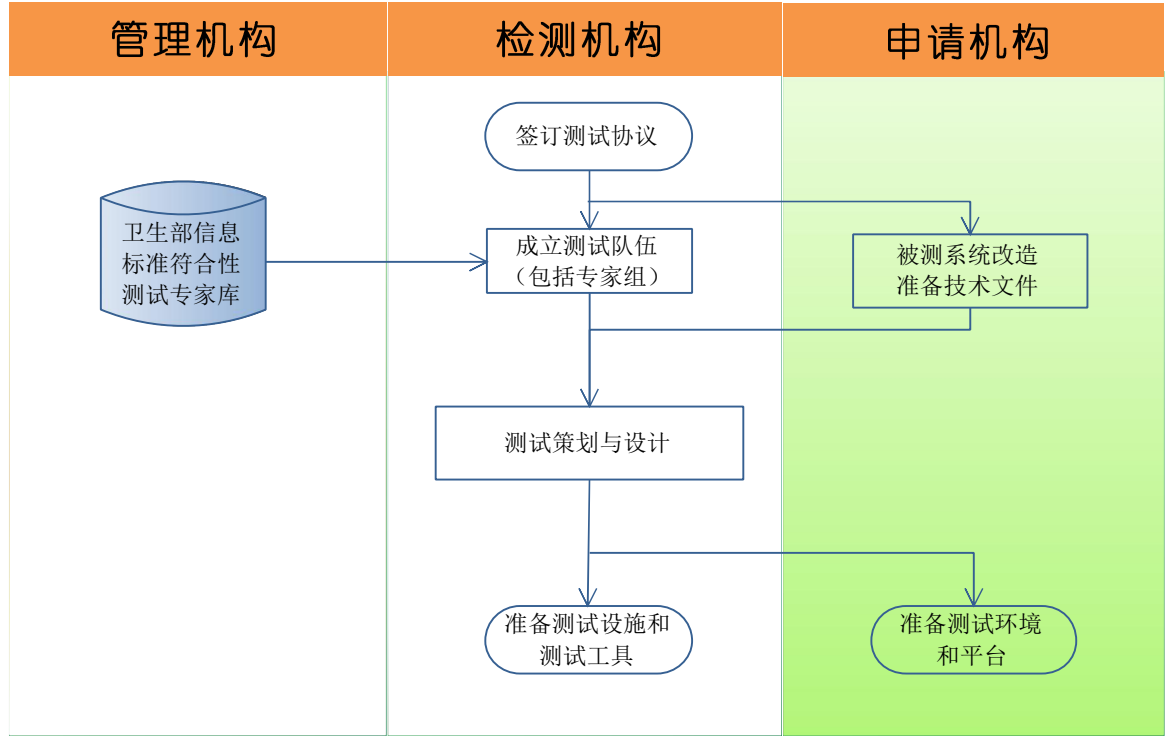 管理机构
检测机构
申请机构
签订测试协议
卫生部信息
标准符合性
测试专家库
成立测试队伍
（包括专家组）
被测系统改造
准备技术文件
测试策划与设计
准备测试设施和
测试工具
准备测试环境
和平台